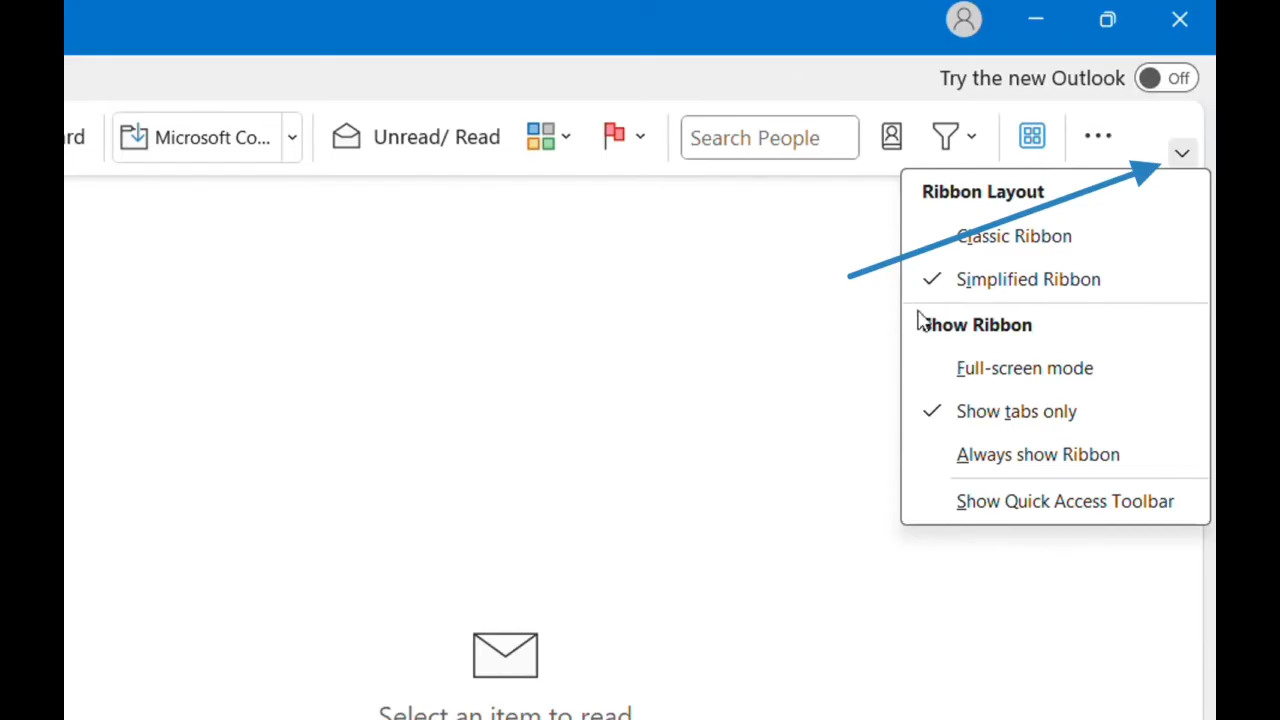 Try the new Outlook Off
rd Microsoft Co... Unread/ Read Search People
Ribbon Layout
Classic Ribbon
Simplified Ribbon
Show Ribbon
Full-screen mode
Show tabs only
Always show Ribbon
Show Quick Access Toolbar
Select an item to read